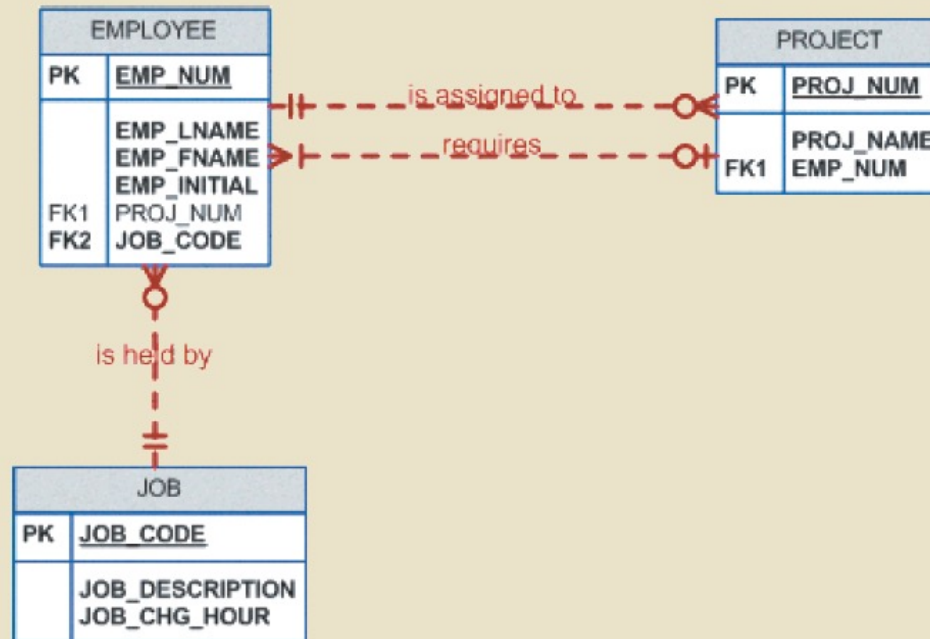 EMPLOYEE
PK EMP_NUM
EMP_LNAME
EMP_FNAME
EMP_INITIAL
FK1 PROJ_NUM
FK2 JOB_CODE
is assigned to
requires
PROJECT
PK PROJ_NUM
PROJ_NAME
FK1 EMP_NUM
is held by
JOB
PK JOB_CODE
JOB_DESCRIPTION
JOB_CHG_HOUR